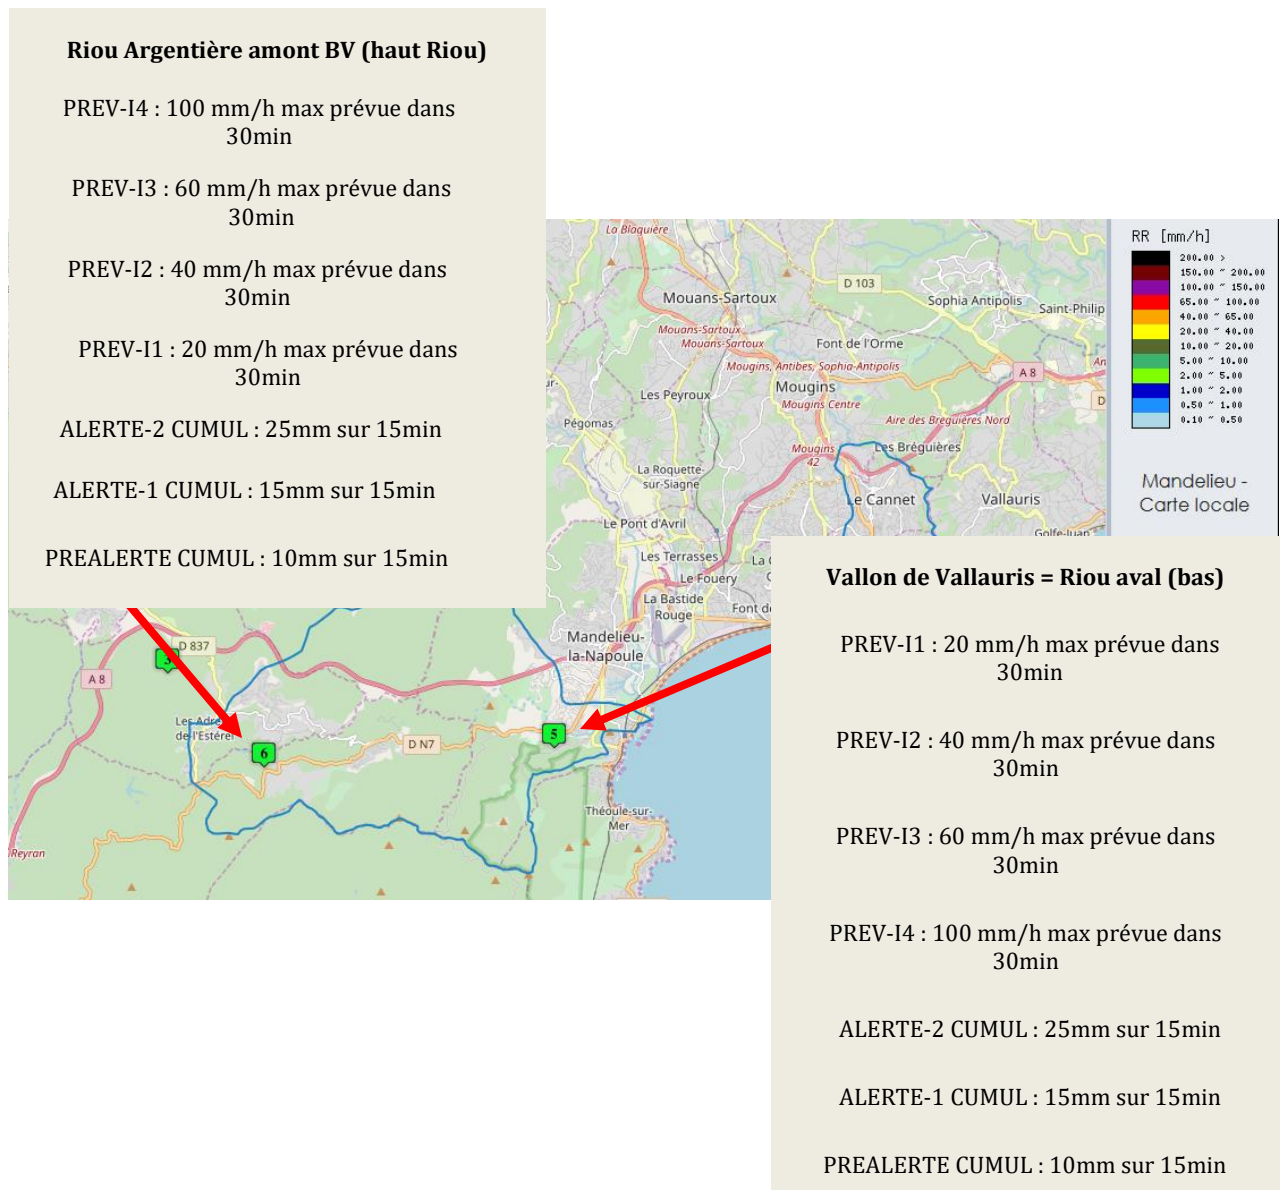 Riou Argentière amont BV (haut Riou)
PREV-I4 : 100 mm/h max prévue dans
30min
PREV-I3 : 60 mm/h max prévue dans
30min
PREV-I2 : 40 mm/h max prévue dans
30min
PREV-I1 : 20 mm/h max prévue dans
30min
ALERTE-2 CUMUL : 25mm sur 15min
ALERTE-1 CUMUL : 15mm sur 15min
PREALERTE CUMUL : 10mm sur 15min
La Blaquière
Mouans-Sartoux
D 103
Sophia Antipolis
Saint-Philip
Mouans-Sartoux
Mouans-Sartoux
Font de l'Orme
Mougins, Antibes, Sophia-Antipolis
A 8
An
Les Peyroux
Mougins
Mougins Centre
D
Pégomas
Aire des Breguières Nord
Mougins
42
Les Bréguières
La Roquette-
sur-Siagne
Le Cannet
Vallauris
Le Pont d'Avril
Golfe-Juan
Les Terrasses
La
Le Fouery
La Bastide
Rouge
Font de
Mandelieu-
la-Napoule
D 837
3
A 8
Les Adrets-
de-l'Estérel
6
D N7
5
Théoule-sur-
Mer
Reyran
RR [mm/h]
200.00 >
150.00 ~ 200.00
100.00 ~ 150.00
65.00 ~ 100.00
40.00 ~ 65.00
20.00 ~ 40.00
10.00 ~ 20.00
5.00 ~ 10.00
2.00 ~ 5.00
1.00 ~ 2.00
0.50 ~ 1.00
0.10 ~ 0.50
Mandelieu -
Carte locale
Vallon de Vallauris = Riou aval (bas)
PREV-I1 : 20 mm/h max prévue dans
30min
PREV-I2 : 40 mm/h max prévue dans
30min
PREV-I3 : 60 mm/h max prévue dans
30min
PREV-I4 : 100 mm/h max prévue dans
30min
ALERTE-2 CUMUL : 25mm sur 15min
ALERTE-1 CUMUL : 15mm sur 15min
PREALERTE CUMUL : 10mm sur 15min